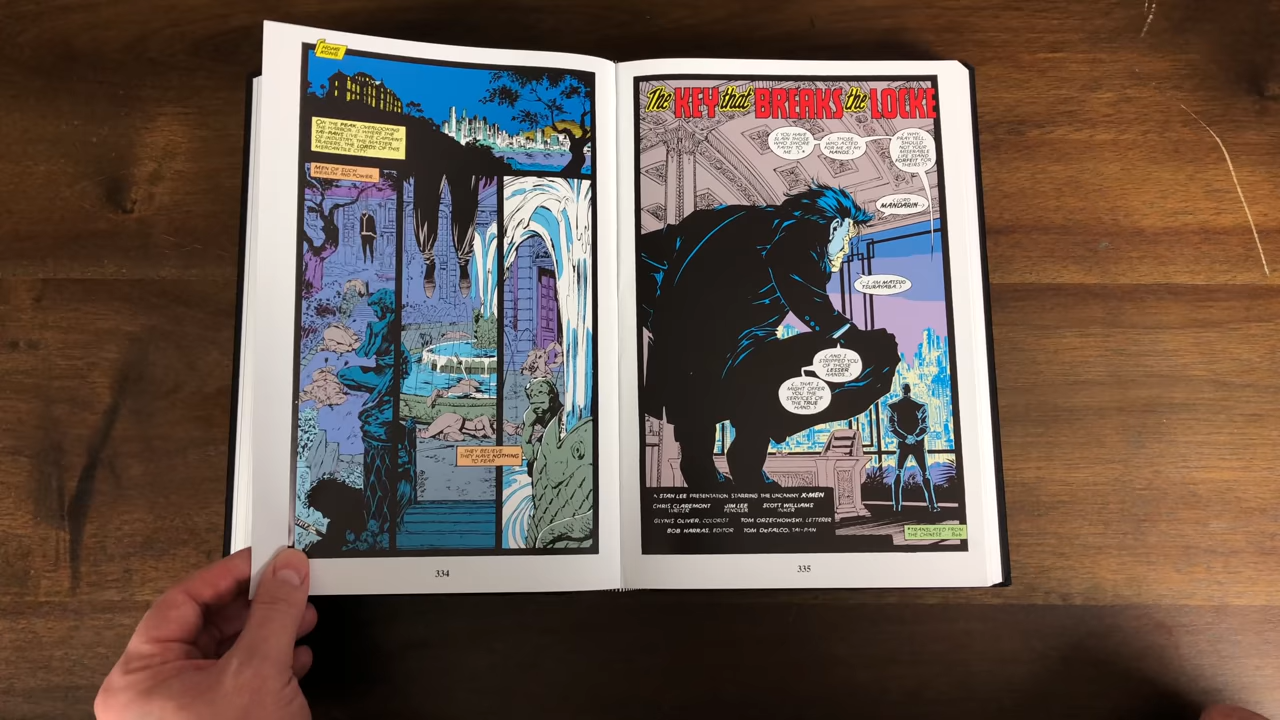 HONG
KONG
ON THE PEAK, OVERLOOKING
THE HARBOR, IS WHERE THE
TAI-PANS LIVE--THE CAPTAINS
OF INDUSTRY, THE MASTER
TRADERS, THE LORDS OF THIS
MERCANTILE CITY.
MEN OF SUCH
WEALTH AND POWER...
...THEY BELIEVE
THEY HAVE NOTHING
TO FEAR.
334
The KEY that BREAKS the LOCKE
<YOU HAVE
SLAIN THOSE
WHO SWORE
FAITH TO
ME...>*
<...THOSE
WHO ACTED
FOR ME AS MY
HANDS.>
<WHY,
PRAY TELL,
SHOULD
NOT YOUR
MISERABLE
LIFE STAND
FORFEIT FOR
THEIRS?>
<LORD
MANDARIN-->
<--I AM MATSUO
TSURAYABA.>
<AND I
STRIPPED YOU
OF THOSE
LESSER
HANDS...>
<...THAT I
MIGHT OFFER
YOU THE
SERVICES OF
THE TRUE
HAND.>
A STAN LEE PRESENTATION STARRING THE UNCANNY X-MEN
CHRIS CLAREMONT JIM LEE SCOTT WILLIAMS
WRITER PENCILER INKER
GLYNIS OLIVER, COLORIST TOM ORZECHOWSKI, LETTERER
BOB HARRAS, EDITOR TOM DeFALCO, TAI-PAN
*TRANSLATED FROM
THE CHINESE.--Bob
335